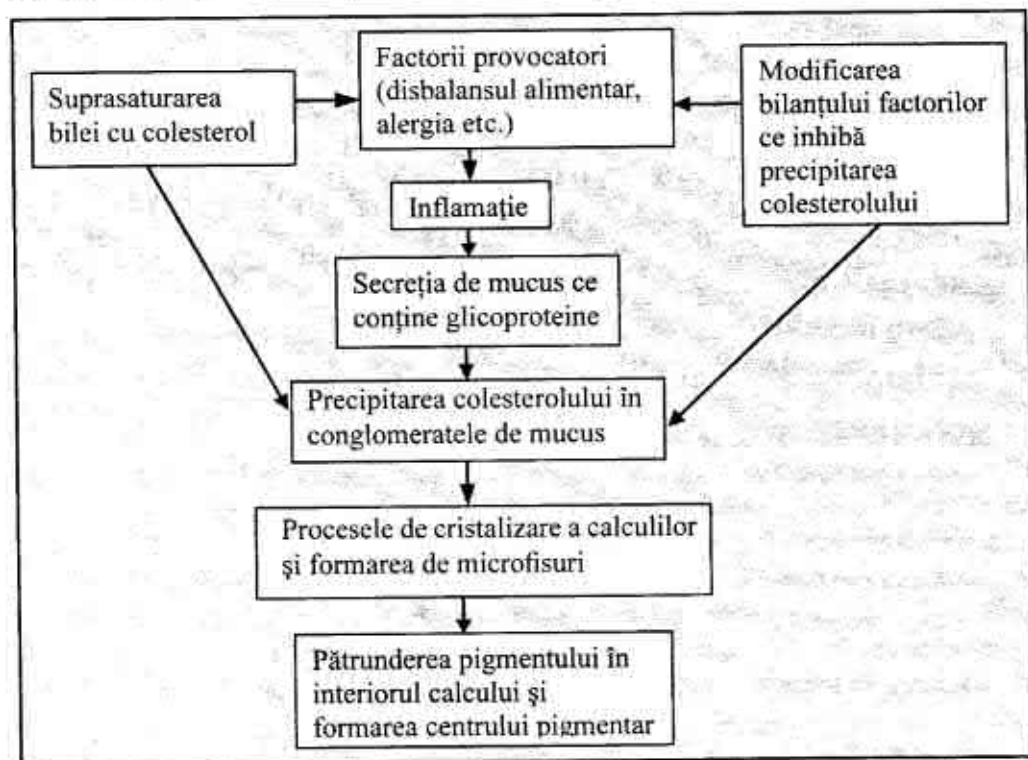 Suprasaturarea
bilei cu colesterol
Factorii provocatori
(disbalansul alimentar,
alergia etc.)
Modificarea
bilanțului factorilor
ce inhibă
precipitarea
colesterolului
Inflamație
Secreția de mucus ce
conține glicoproteine
Precipitarea colesterolului în
conglomeratele de mucus
Procesele de cristalizare a calculilor
și formarea de microfisuri
Pătrunderea pigmentului în
interiorul calcului și
formarea centrului pigmentar